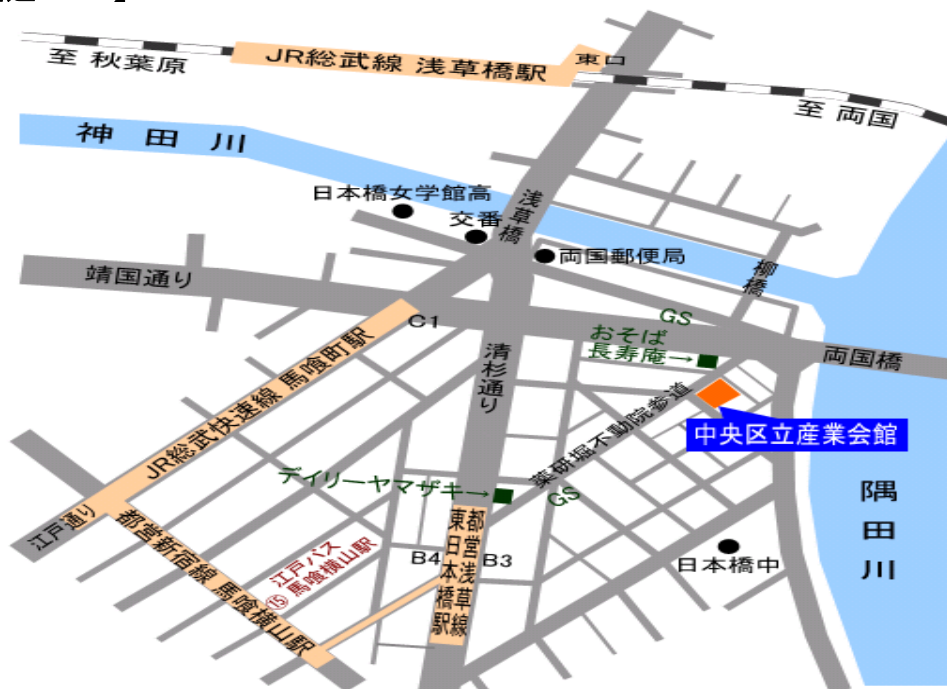 JR総武線 浅草橋駅
東口
至 秋葉原
至 両国
神田川
日本橋女学館高
交番
浅草橋
両国郵便局
柳橋
靖国通り
C1
GS
おそば
長寿庵→
両国橋
清杉通り
JR総武快速線 馬喰町駅
薬研堀不動院参道
中央区立産業会館
デイリーヤマザキ→
GS
隅田川
江戸通り
都営新宿線 馬喰横山駅
江戸バス
⑮ 馬喰横山駅
都営浅草線
東日本橋駅
B4
B3
日本橋中